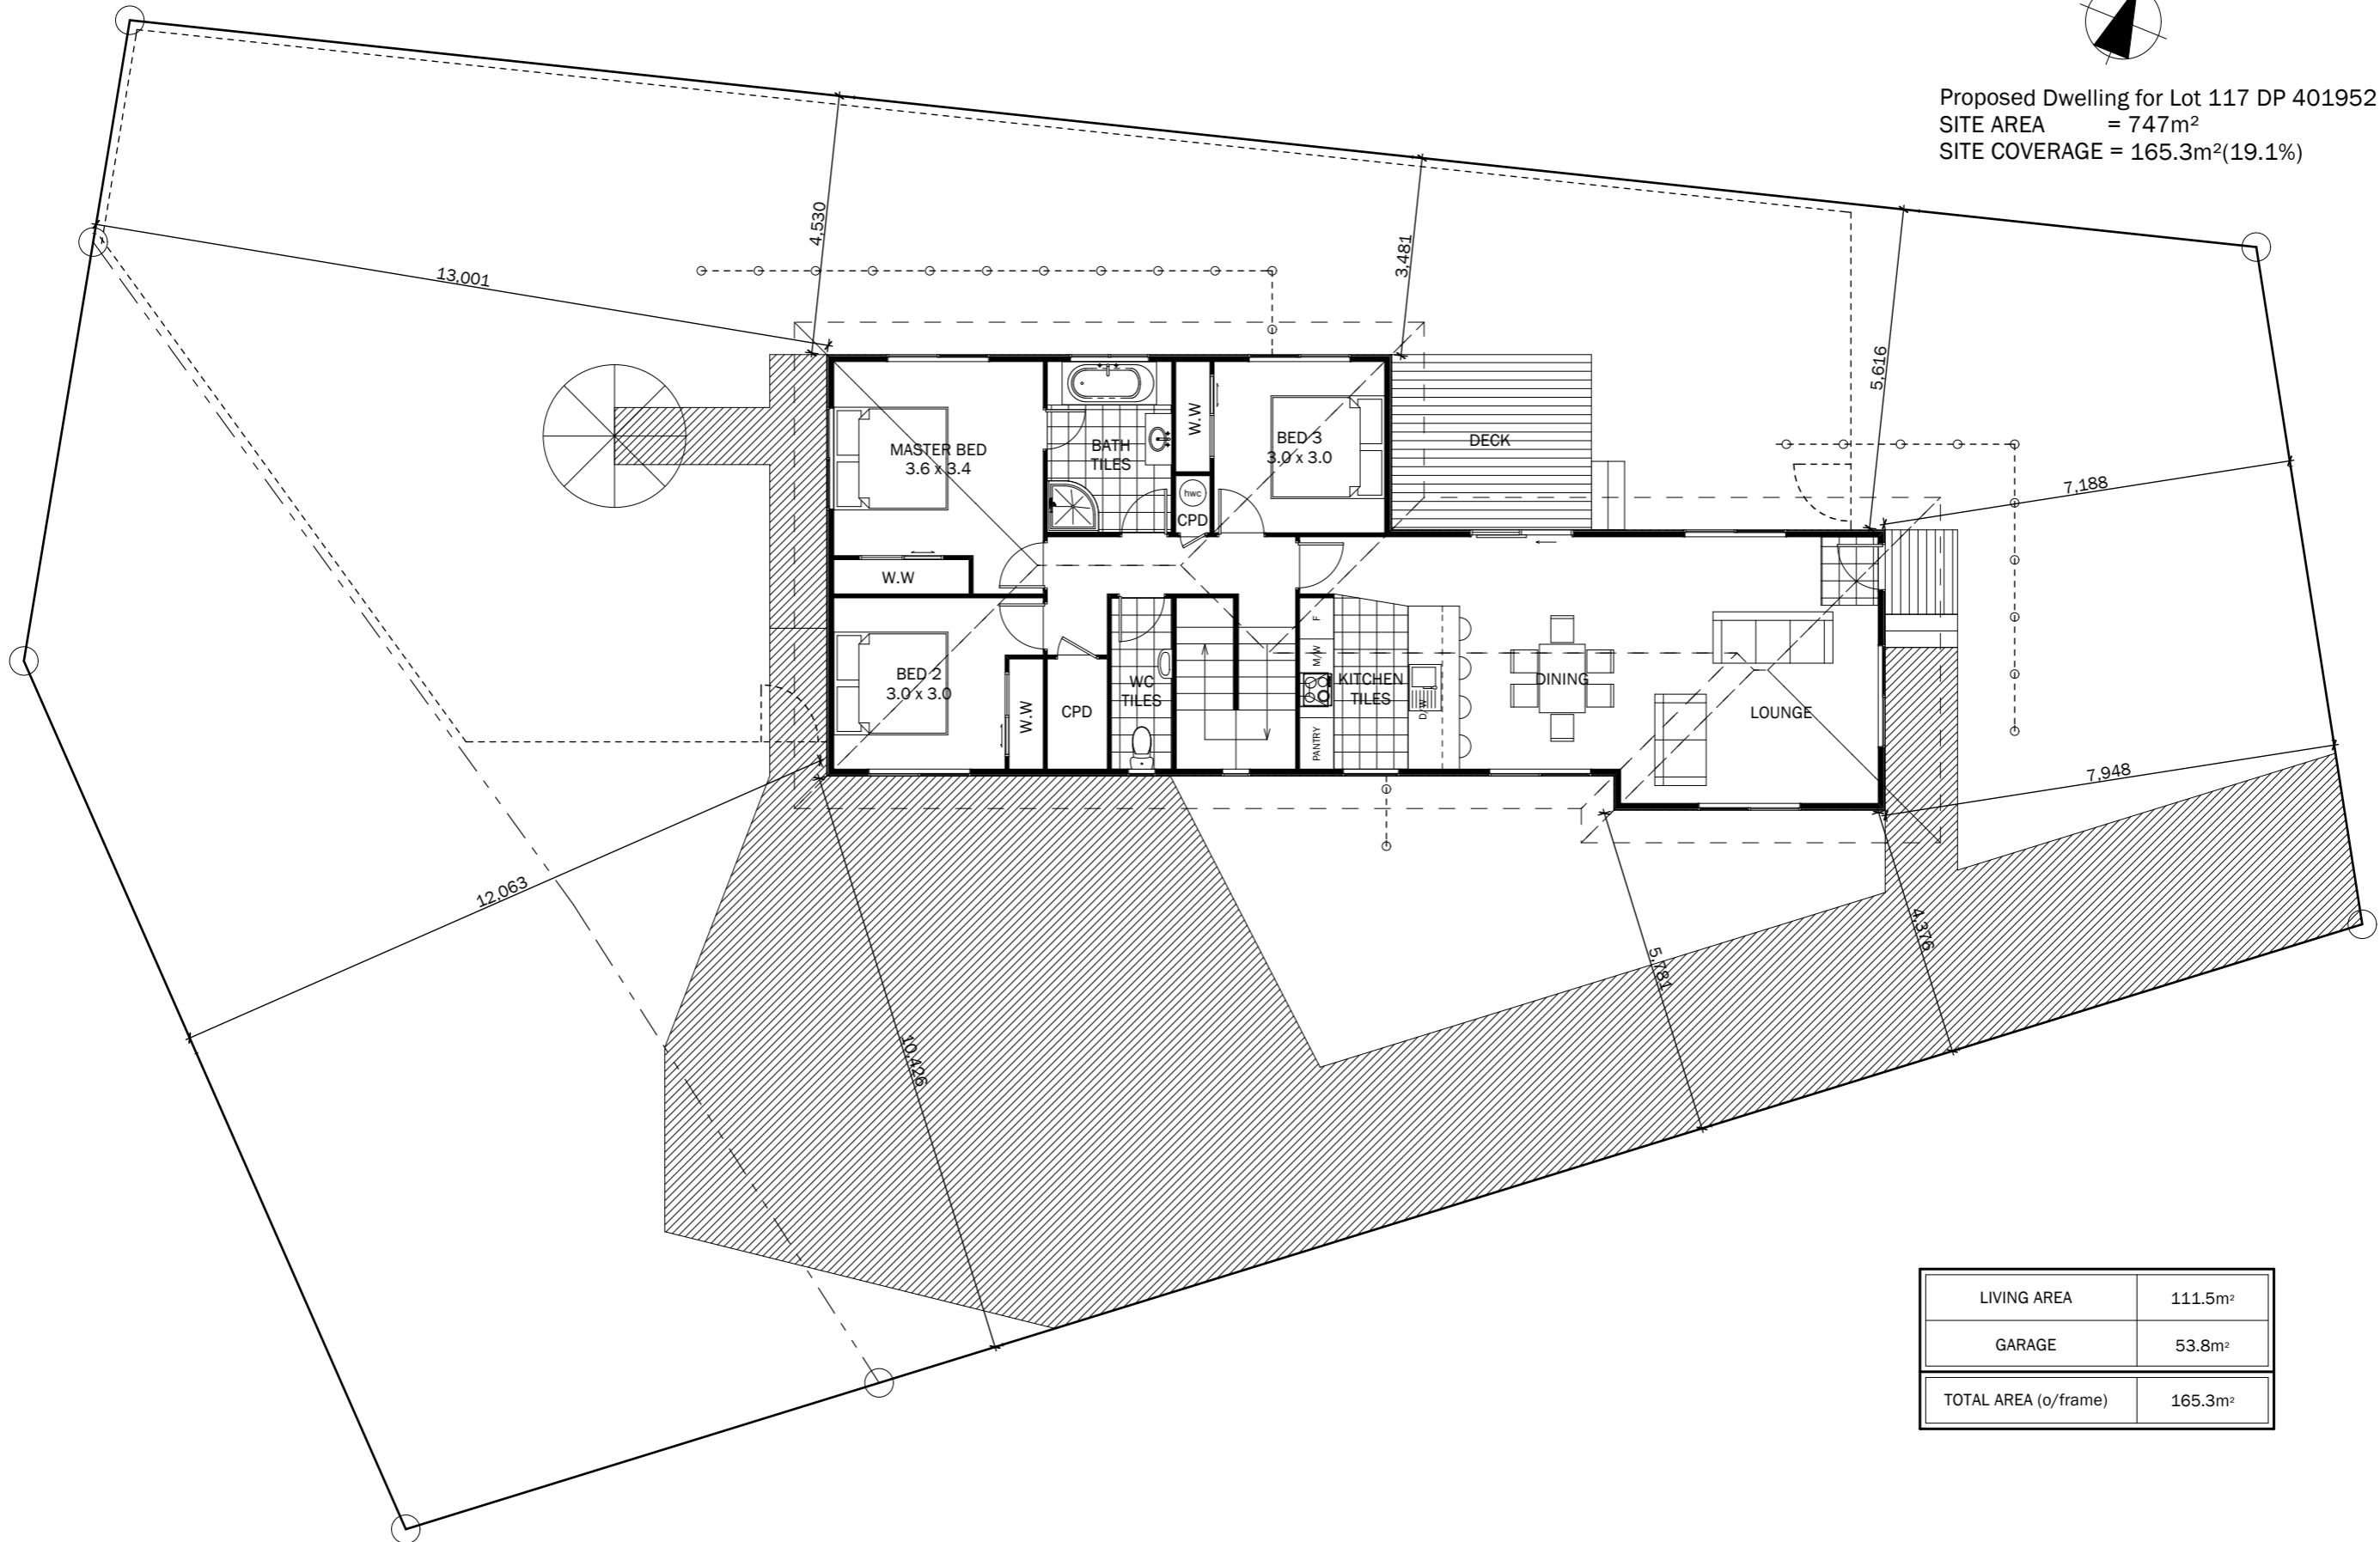 Proposed Dwelling for Lot 117 DP 401952
SITE AREA = 747m²
SITE COVERAGE = 165.3m²(19.1%)
4,530
3,481
13,001
5,616
7,188
MASTER BED
3.6 x 3.4
BATH
TILES
W.W
BED 3
3.0 x 3.0
DECK
hwc
CPD
W.W
BED 2
3.0 x 3.0
W.W
CPD
WC
TILES
F
M/W
PANTRY
KITCHEN
TILES
D/W
DINING
LOUNGE
7,948
12,063
10,426
5,781
4,376
LIVING AREA 111.5m²
GARAGE 53.8m²
TOTAL AREA (o/frame) 165.3m²